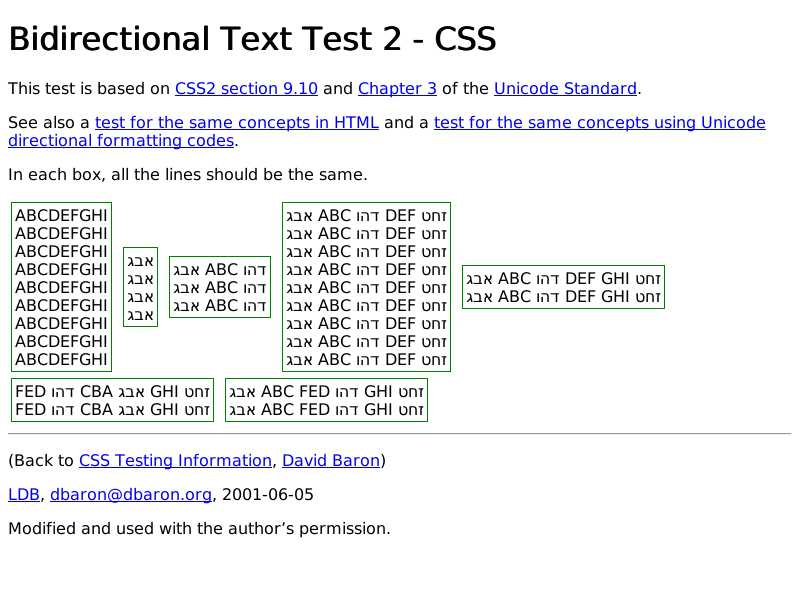 Bidirectional Text Test 2 - CSS
This test is based on CSS2 section 9.10 and Chapter 3 of the Unicode Standard.
See also a test for the same concepts in HTML and a test for the same concepts using Unicode
directional formatting codes.
In each box, all the lines should be the same.
ABCDEFGHI
ABCDEFGHI
ABCDEFGHI
ABCDEFGHI
ABCDEFGHI
ABCDEFGHI
ABCDEFGHI
ABCDEFGHI
ABCDEFGHI
אבג
אבג
אבג
אבג
אבג ABC דהו
אבג ABC דהו
אבג ABC דהו
אבג ABC דהו DEF זחט
אבג ABC דהו DEF זחט
אבג ABC דהו DEF זחט
אבג ABC דהו DEF זחט
אבג ABC דהו DEF זחט
אבג ABC דהו DEF זחט
אבג ABC דהו DEF זחט
אבג ABC דהו DEF זחט
אבג ABC דהו DEF זחט
אבג ABC דהו DEF GHI זחט
אבג ABC דהו DEF GHI זחט
FED דהו CBA אבג GHI זחט
FED דהו CBA אבג GHI זחט
אבג ABC FED דהו GHI זחט
אבג ABC FED דהו GHI זחט
(Back to CSS Testing Information, David Baron)
LDB, dbaron@dbaron.org, 2001-06-05
Modified and used with the author’s permission.